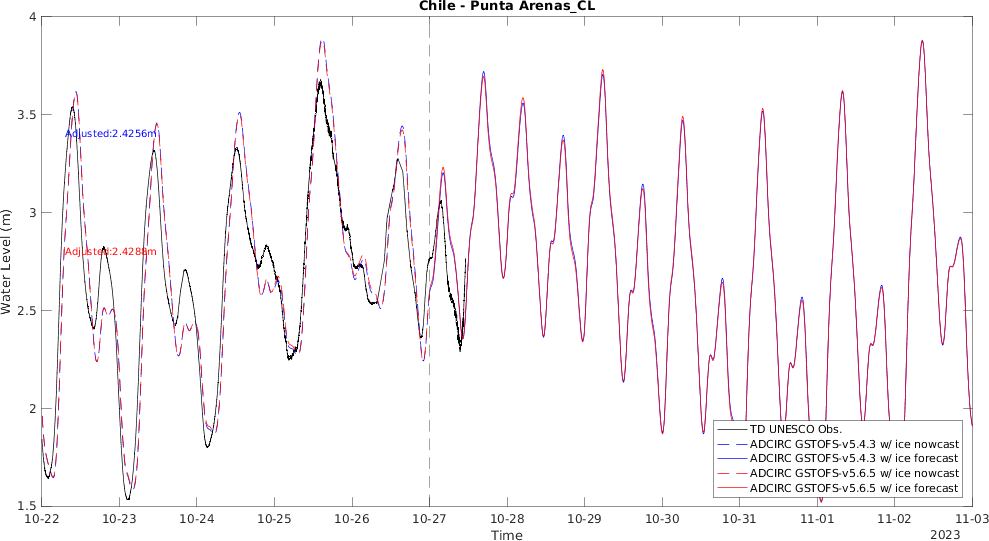 Chile - Punta Arenas_CL
4
3.5
3
2.5
2
1.5
Water Level (m)
Adjusted:2.4256m
Adjusted:2.4288m
TD UNESCO Obs.
ADCIRC GSTOFS-v5.4.3 w/ ice nowcast
ADCIRC GSTOFS-v5.4.3 w/ ice forecast
ADCIRC GSTOFS-v5.6.5 w/ ice nowcast
ADCIRC GSTOFS-v5.6.5 w/ ice forecast
10-22 10-23 10-24 10-25 10-26 10-27 10-28 10-29 10-30 10-31 11-01 11-02 11-03
Time
2023